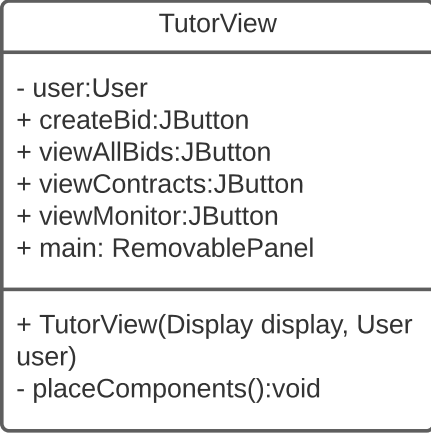 TutorView
- user:User
+ createBid:JButton
+ viewAllBids:JButton
+ viewContracts:JButton
+ viewMonitor:JButton
+ main: RemovablePanel
+ TutorView(Display display, User
user)
- placeComponents():void